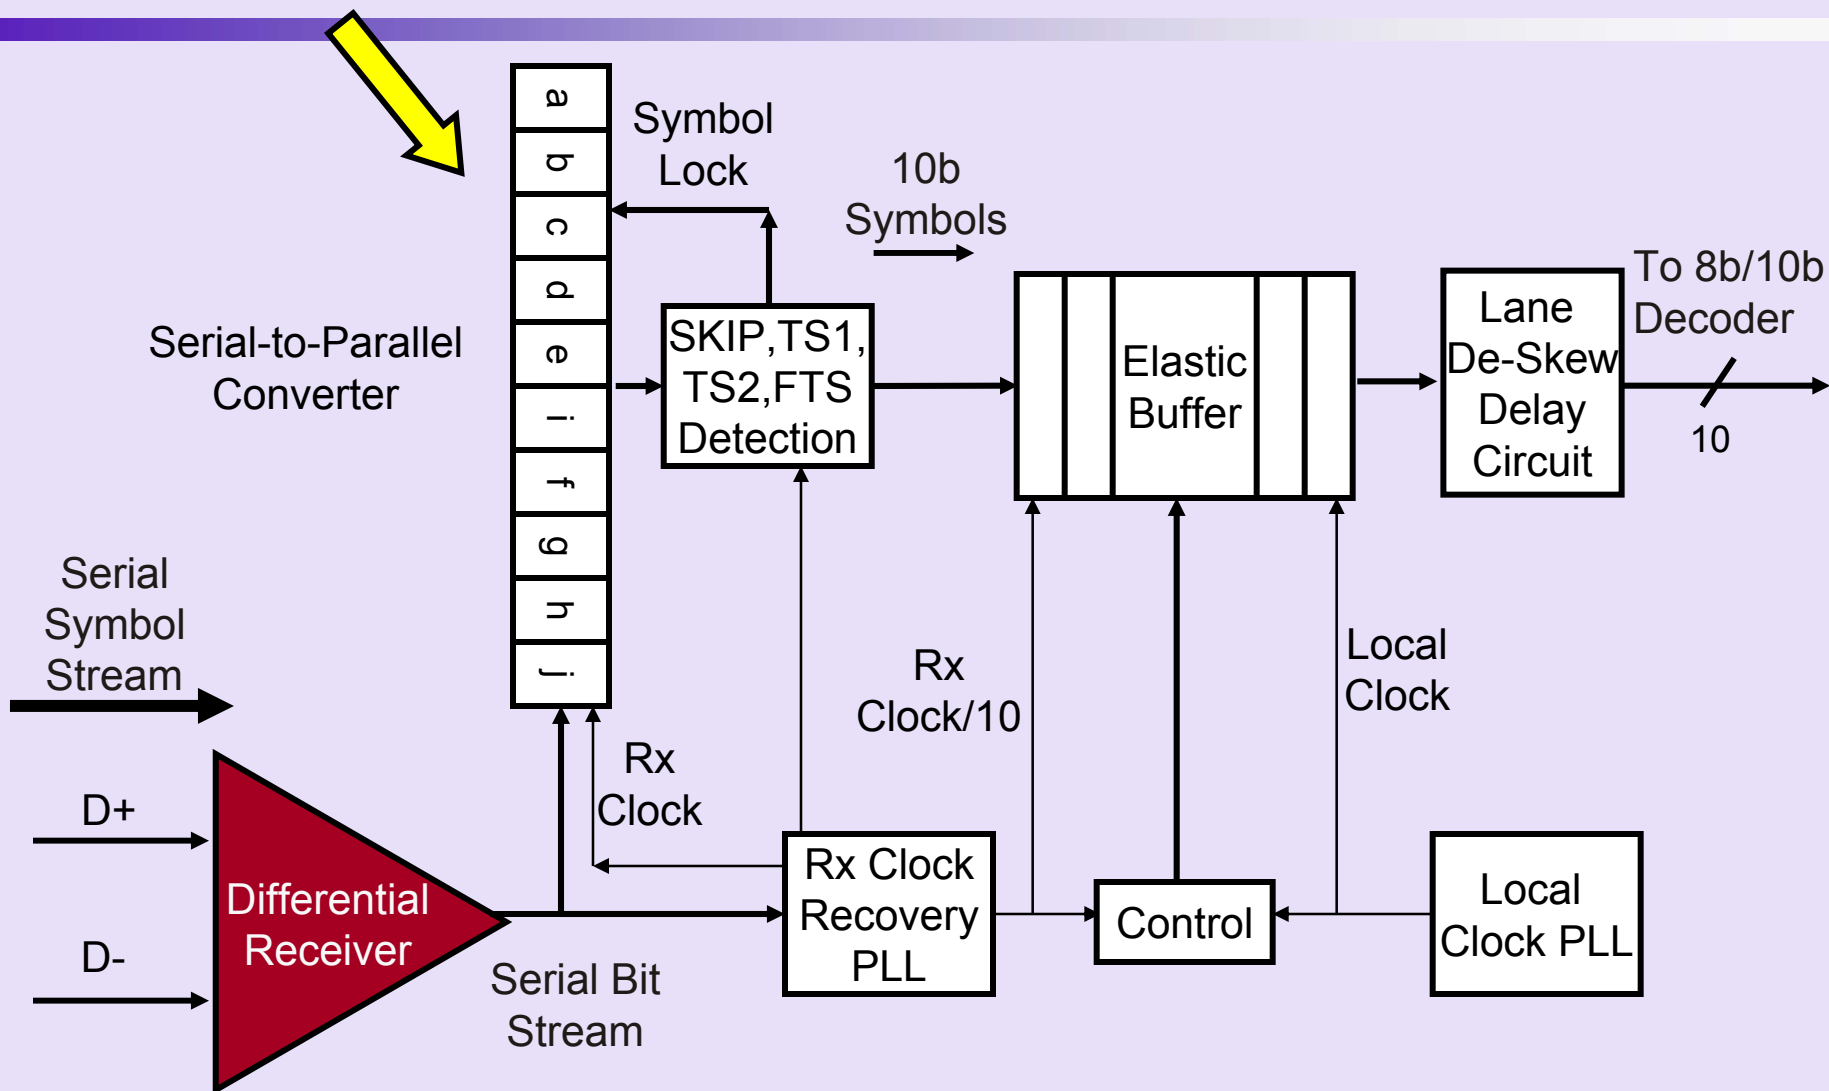 a
b
c
d
e
i
f
g
h
j
Symbol
Lock
10b
Symbols
To 8b/10b
Decoder
10
Serial-to-Parallel
Converter
SKIP,TS1,
TS2,FTS
Detection
Elastic
Buffer
Lane
De-Skew
Delay
Circuit
Serial
Symbol
Stream
Rx
Clock
Rx
Clock/10
Local
Clock
D+
D-
Differential
Receiver
Serial Bit
Stream
Rx Clock
Recovery
PLL
Control
Local
Clock PLL